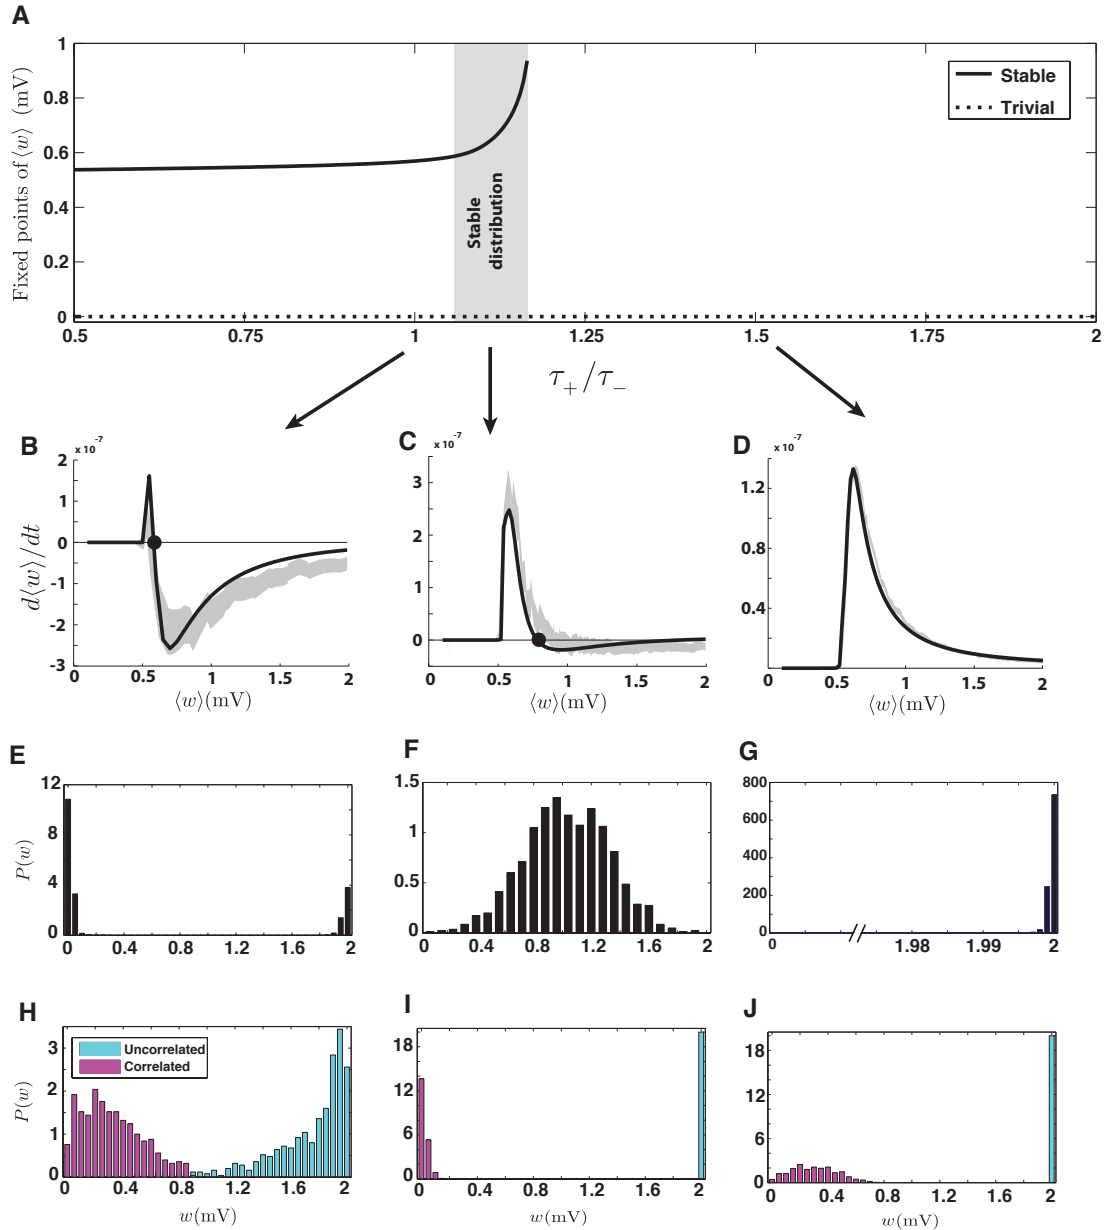 A
Fixed points of ⟨w⟩ (mV)
1
0.8
0.6
0.4
0.2
0
Stable
Trivial
Stable
distribution
0.5 0.75 1 1.25 1.5 1.75 2
τ+/τ−
B
x 10 -7
d⟨w⟩/dt
2
1
0
-1
-2
-3
0 0.5 1 1.5 2
⟨w⟩(mV)
C
x 10 -7
3
2
1
0
0 0.5 1 1.5 2
⟨w⟩(mV)
D
x 10 -7
1.2
0.8
0.4
0 0.5 1 1.5 2
⟨w⟩(mV)
E
P(w)
12
8
4
0
0 0.4 0.8 1.2 1.6 2
F
1.5
1
0.5
0
0 0.4 0.8 1.2 1.6 2
G
800
600
400
200
0
0 1.98 1.99 2
H
P(w)
3
2
1
0
Uncorrelated
Correlated
0 0.4 0.8 1.2 1.6 2
w(mV)
I
18
12
6
0
0 0.4 0.8 1.2 1.6 2
w(mV)
J
18
12
6
0
0 0.4 0.8 1.2 1.6 2
w(mV)